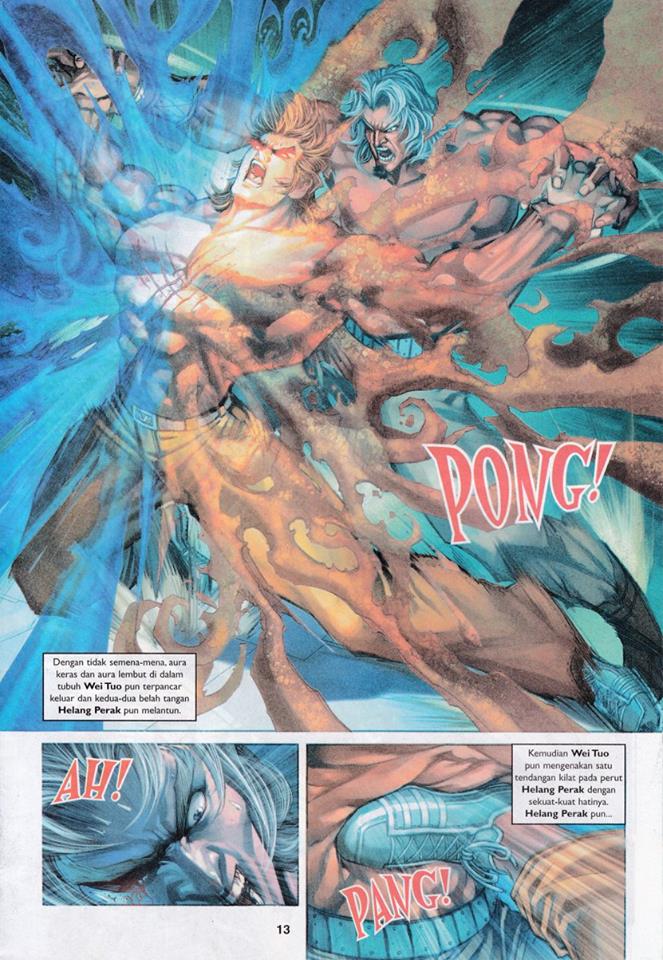 PONG!
Dengan tidak semena-mena, aura
keras dan aura lembut di dalam
tubuh Wei Tuo pun terpancar
keluar dan kedua-dua belah tangan
Helang Perak pun melantun.
AH!
Kemudian Wei Tuo
pun mengenakan satu
tendangan kilat pada perut
Helang Perak dengan
sekuat-kuat hatinya.
Helang Perak pun...
PANG!
13